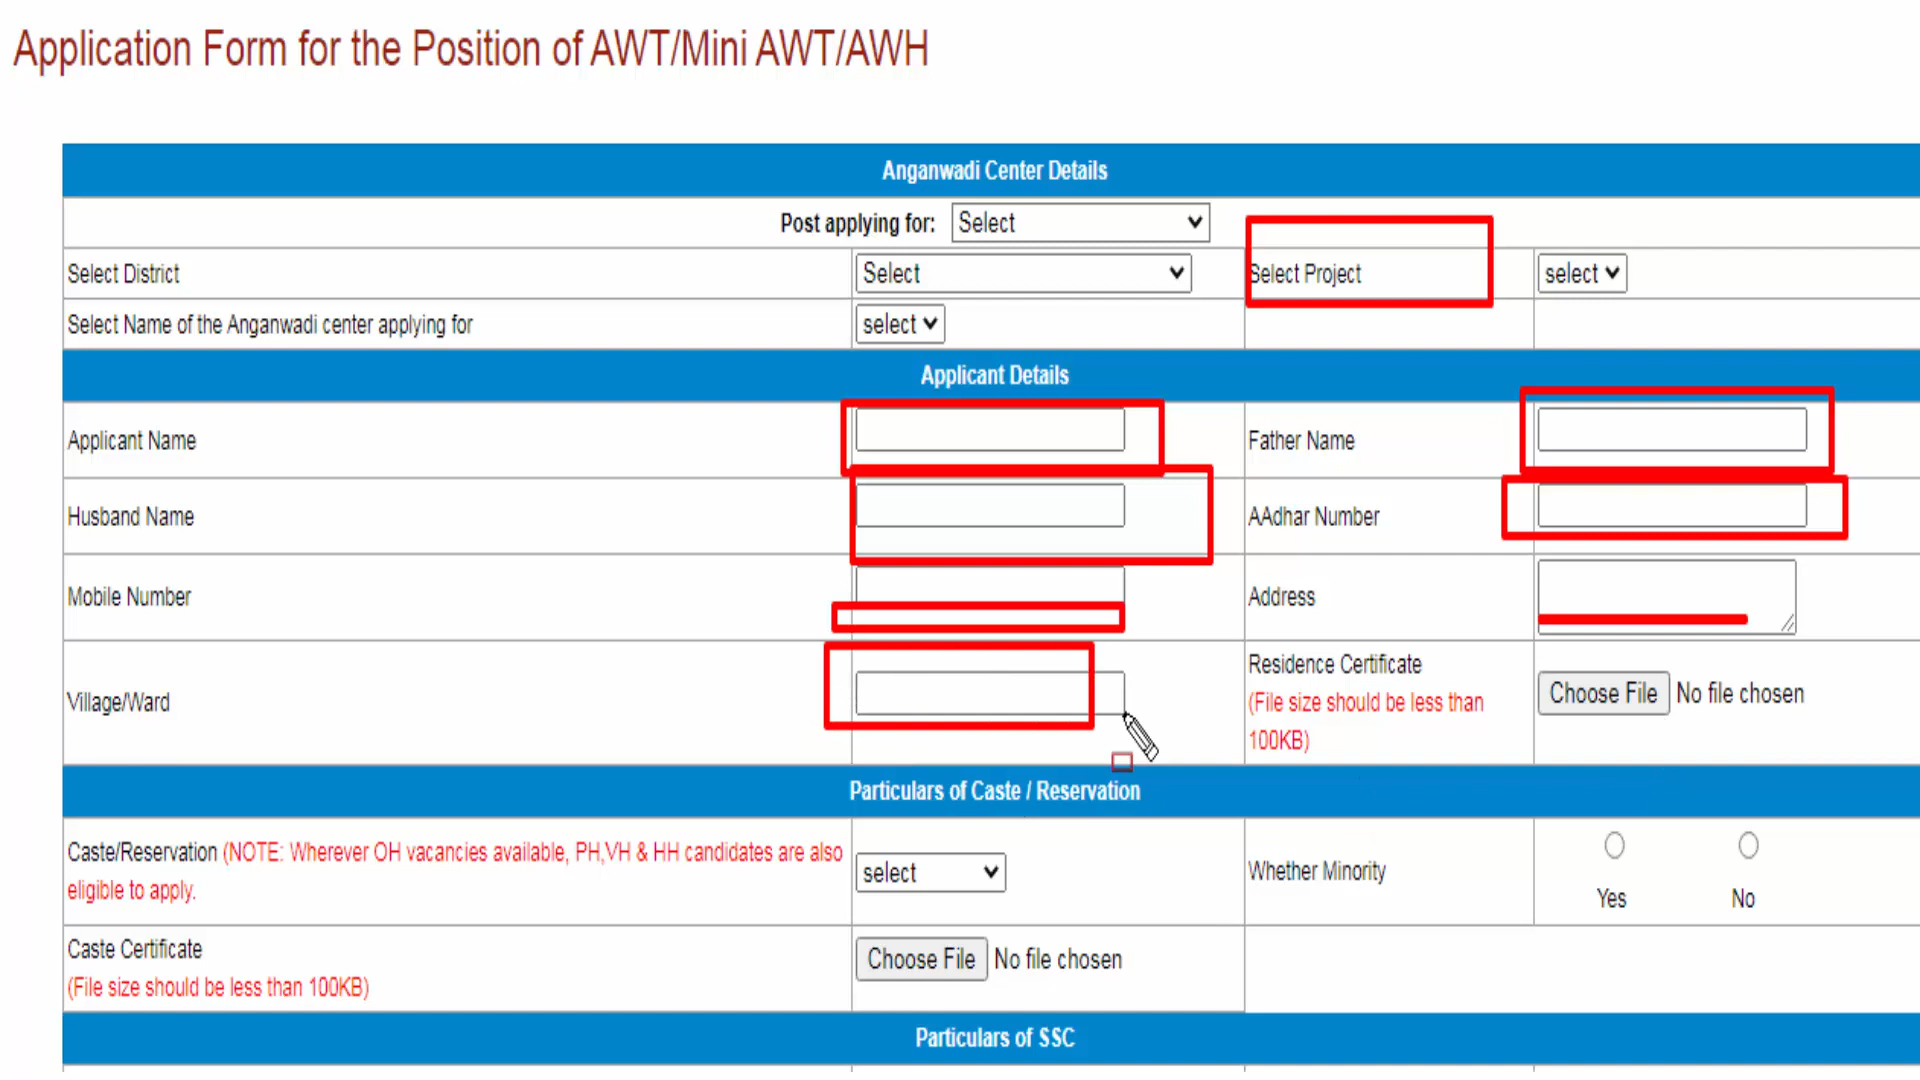 Application Form for the Position of AWT/Mini AWT/AWH
Anganwadi Center Details
Post applying for: Select
Select District Select Select Project select
Select Name of the Anganwadi center applying for select
Applicant Details
Applicant Name Father Name
Husband Name AAdhar Number
Mobile Number Address
Village/Ward
Residence Certificate
(File size should be less than
100KB)
Choose File No file chosen
Particulars of Caste / Reservation
Caste/Reservation (NOTE: Wherever OH vacancies available, PH,VH & HH candidates are also
eligible to apply.
select
Whether Minority
Yes No
Caste Certificate
(File size should be less than 100KB)
Choose File No file chosen
Particulars of SSC